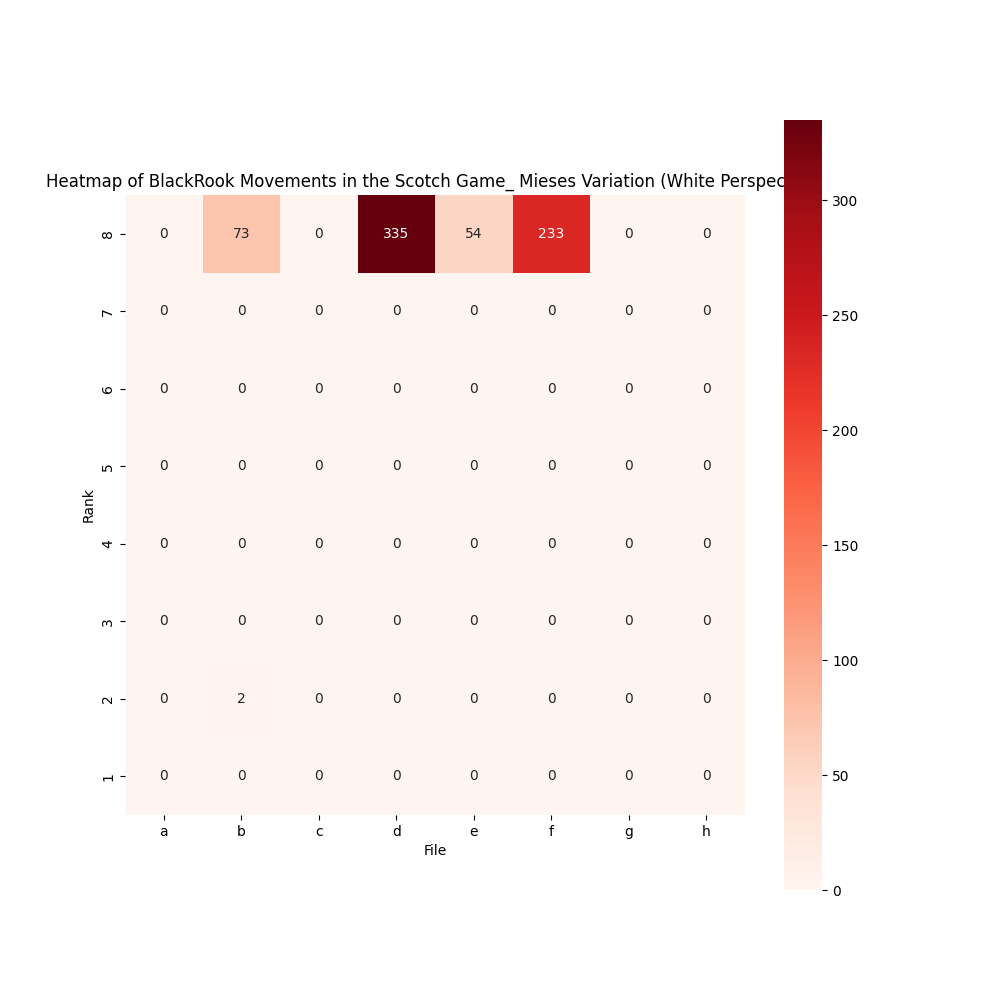 Heatmap of BlackRook Movements in the Scotch Game_ Mieses Variation (White Perspec
8 0 73 0 335 54 233 0 0
7 0 0 0 0 0 0 0 0
6 0 0 0 0 0 0 0 0
5 0 0 0 0 0 0 0 0
4 0 0 0 0 0 0 0 0
3 0 0 0 0 0 0 0 0
2 0 2 0 0 0 0 0 0
1 0 0 0 0 0 0 0 0
a b c d e f g h
File
Rank
300
250
200
150
100
50
0